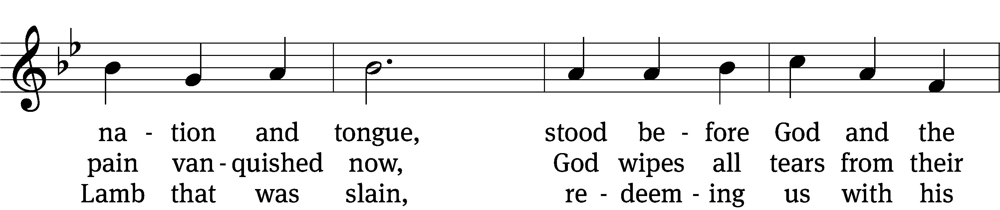 na - tion and tongue, stood be - fore God and the
pain van - quished now, God wipes all tears from their
Lamb that was slain, re - deem - ing us with his